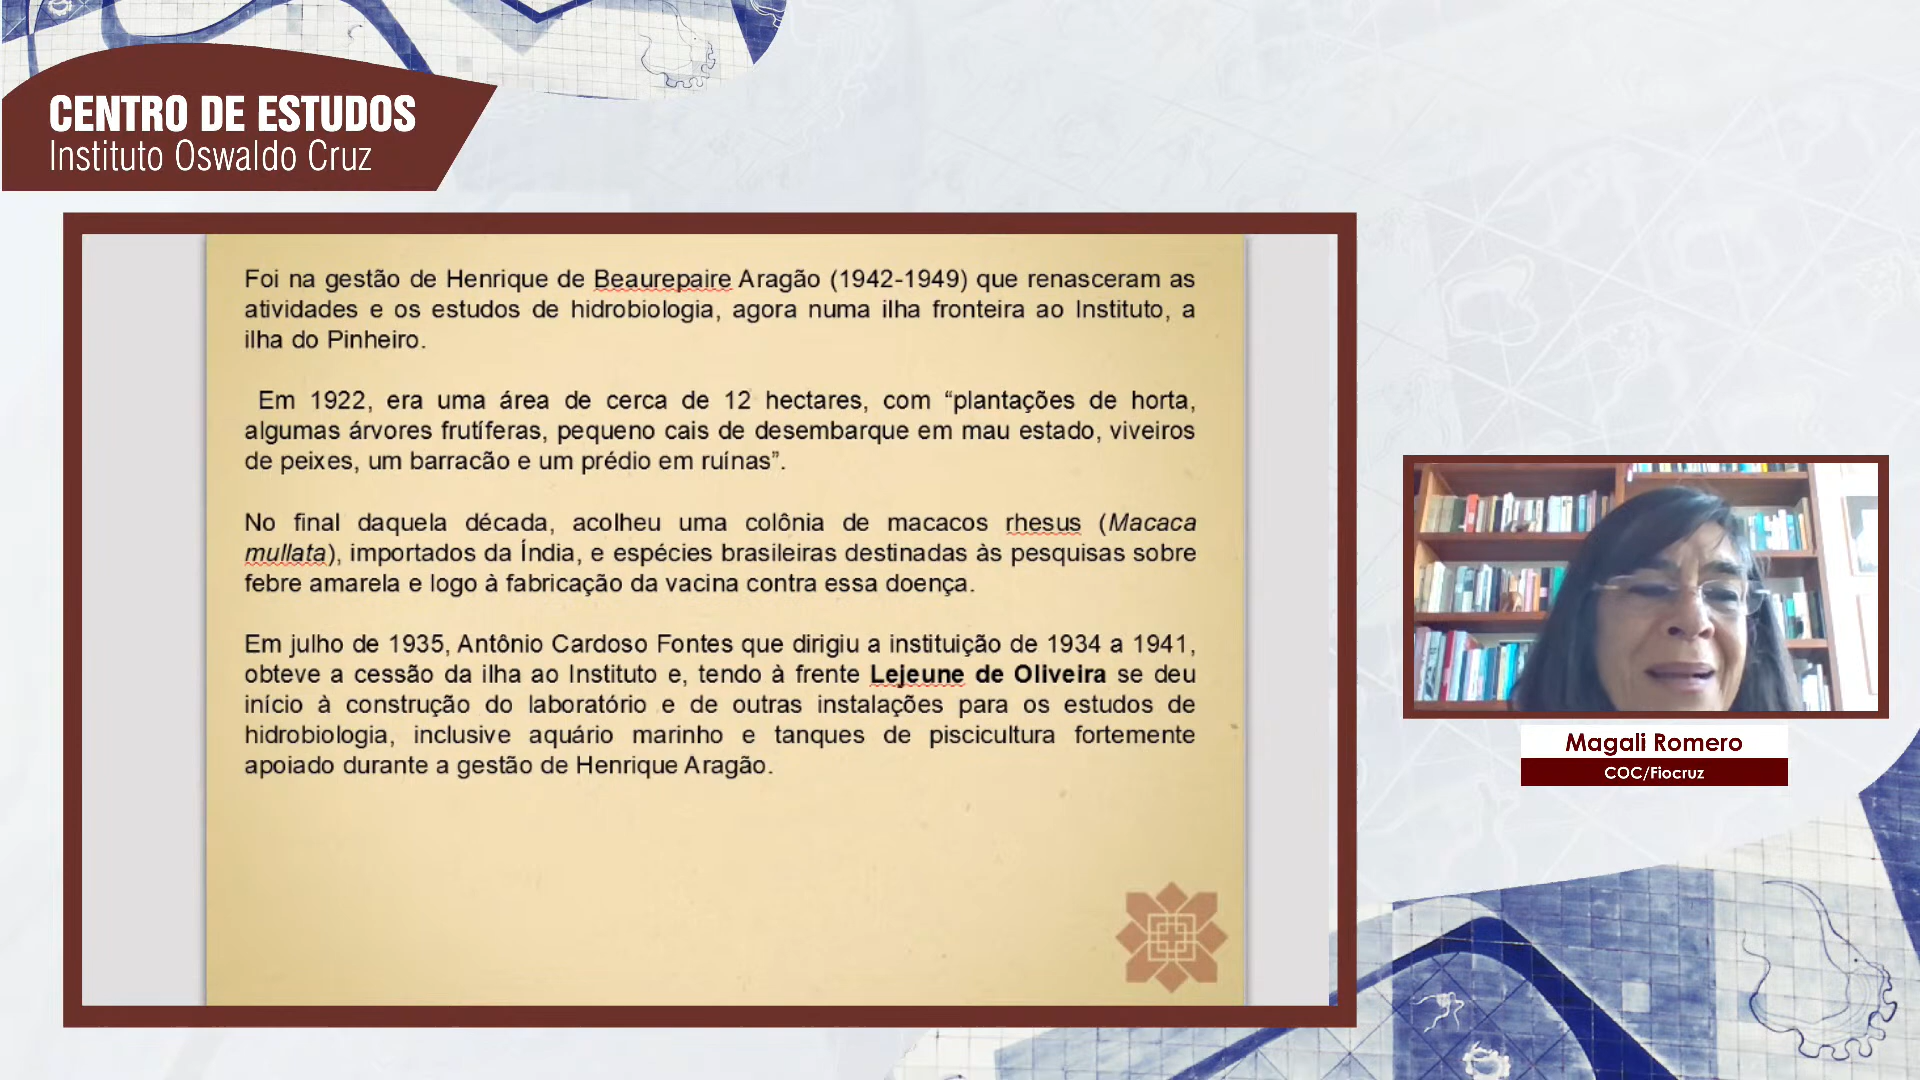 CENTRO DE ESTUDOS
Instituto Oswaldo Cruz
Foi na gestão de Henrique de Beaurepaire Aragão (1942-1949) que renasceram as
atividades e os estudos de hidrobiologia, agora numa ilha fronteira ao Instituto, a
ilha do Pinheiro.
Em 1922, era uma área de cerca de 12 hectares, com “plantações de horta,
algumas árvores frutíferas, pequeno cais de desembarque em mau estado, viveiros
de peixes, um barracão e um prédio em ruínas”.
No final daquela década, acolheu uma colônia de macacos rhesus (Macaca
mullata), importados da Índia, e espécies brasileiras destinadas às pesquisas sobre
febre amarela e logo à fabricação da vacina contra essa doença.
Em julho de 1935, Antônio Cardoso Fontes que dirigiu a instituição de 1934 a 1941,
obteve a cessão da ilha ao Instituto e, tendo à frente Lejeune de Oliveira se deu
início à construção do laboratório e de outras instalações para os estudos de
hidrobiologia, inclusive aquário marinho e tanques de piscicultura fortemente
apoiado durante a gestão de Henrique Aragão.
Magali Romero
COC/Fiocruz